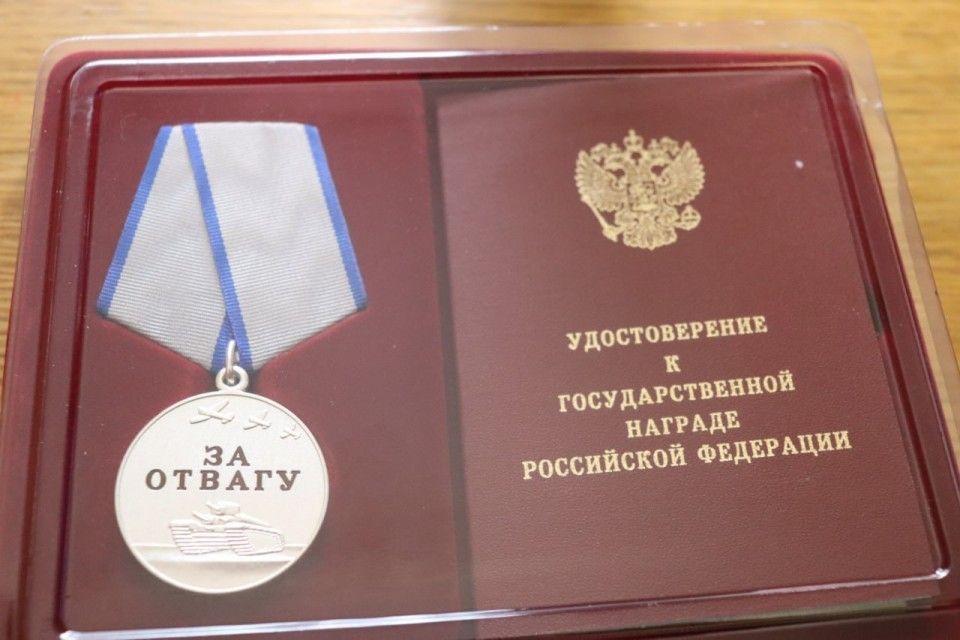 ЗА
ОТВАГУ
УДОСТОВЕРЕНИЕ
К
ГОСУДАРСТВЕННОЙ
НАГРАДЕ
РОССИЙСКОЙ ФЕДЕРАЦИИ